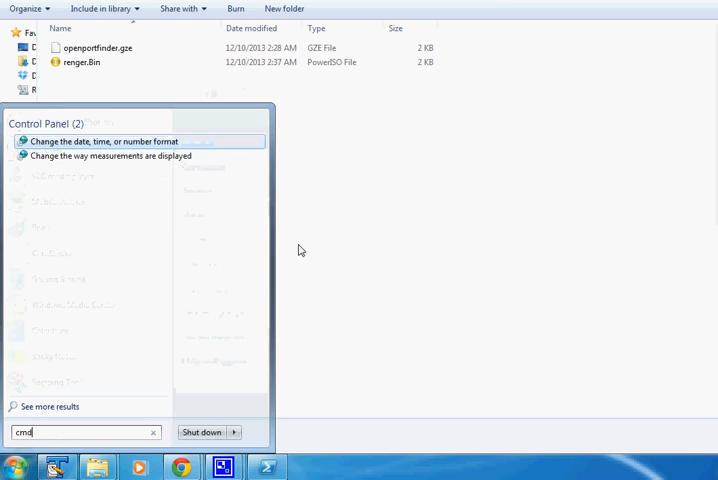 Organize Include in library Share with Burn New folder
Name Date modified Type Size
Fav
openportfinder.gze 12/10/2013 2:28 AM GZE File 2 KB
D
renger.Bin 12/10/2013 2:37 AM PowerISO File 2 KB
D
D
R
Control Panel (2)
Change the date, time, or number format
Change the way measurements are displayed
See more results
cmd
Shut down